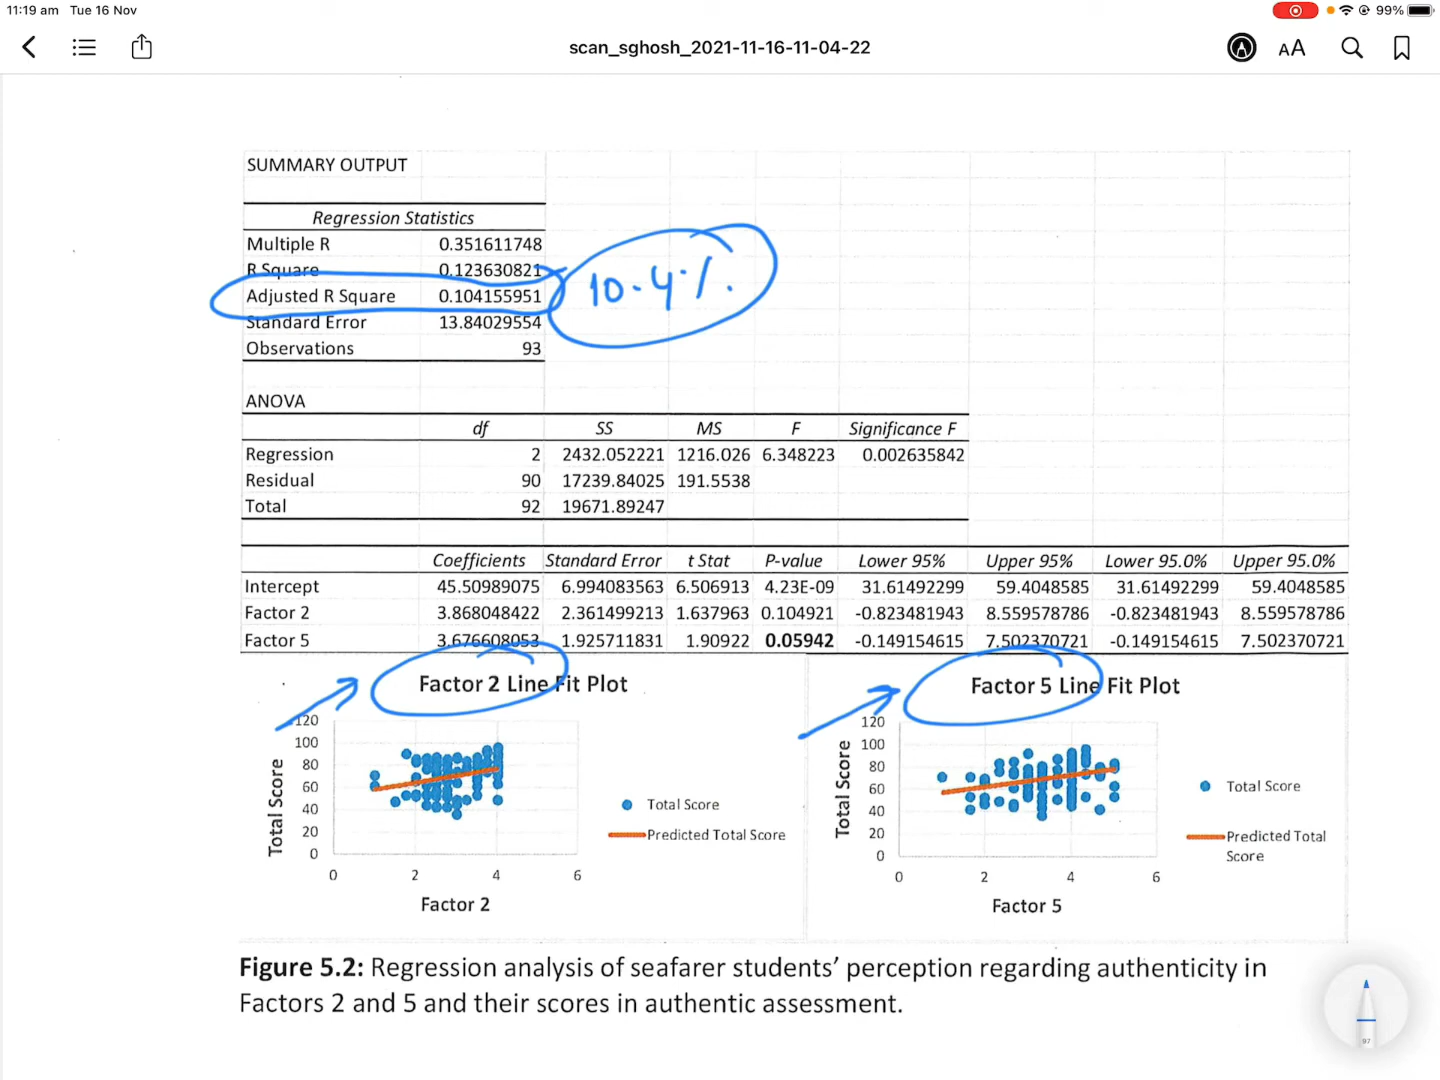 11:19 am Tue 16 Nov 99%
scan_sghosh_2021-11-16-11-04-22
AA
SUMMARY OUTPUT
Regression Statistics
Multiple R 0.351611748
R Square 0.123630821
Adjusted R Square 0.104155951
10.4%.
Standard Error 13.84029554
Observations 93
ANOVA
df SS MS F Significance F
Regression 2 2432.052221 1216.026 6.348223 0.002635842
Residual 90 17239.84025 191.5538
Total 92 19671.89247
Coefficients Standard Error t Stat P-value Lower 95% Upper 95% Lower 95.0% Upper 95.0%
Intercept 45.50989075 6.994083563 6.506913 4.23E-09 31.61492299 59.4048585 31.61492299 59.4048585
Factor 2 3.868048422 2.361499213 1.637963 0.104921 -0.823481943 8.559578786 -0.823481943 8.559578786
Factor 5 3.676608053 1.925711831 1.90922 0.05942 -0.149154615 7.502370721 -0.149154615 7.502370721
Factor 2 Line Fit Plot
120
100
80
60
40
20
0
Total Score
0 2 4 6
Factor 2
Total Score
Predicted Total Score
Factor 5 Line Fit Plot
120
100
80
60
40
20
0
Total Score
0 2 4 6
Factor 5
Total Score
Predicted Total
Score
Figure 5.2: Regression analysis of seafarer students' perception regarding authenticity in
Factors 2 and 5 and their scores in authentic assessment.
97